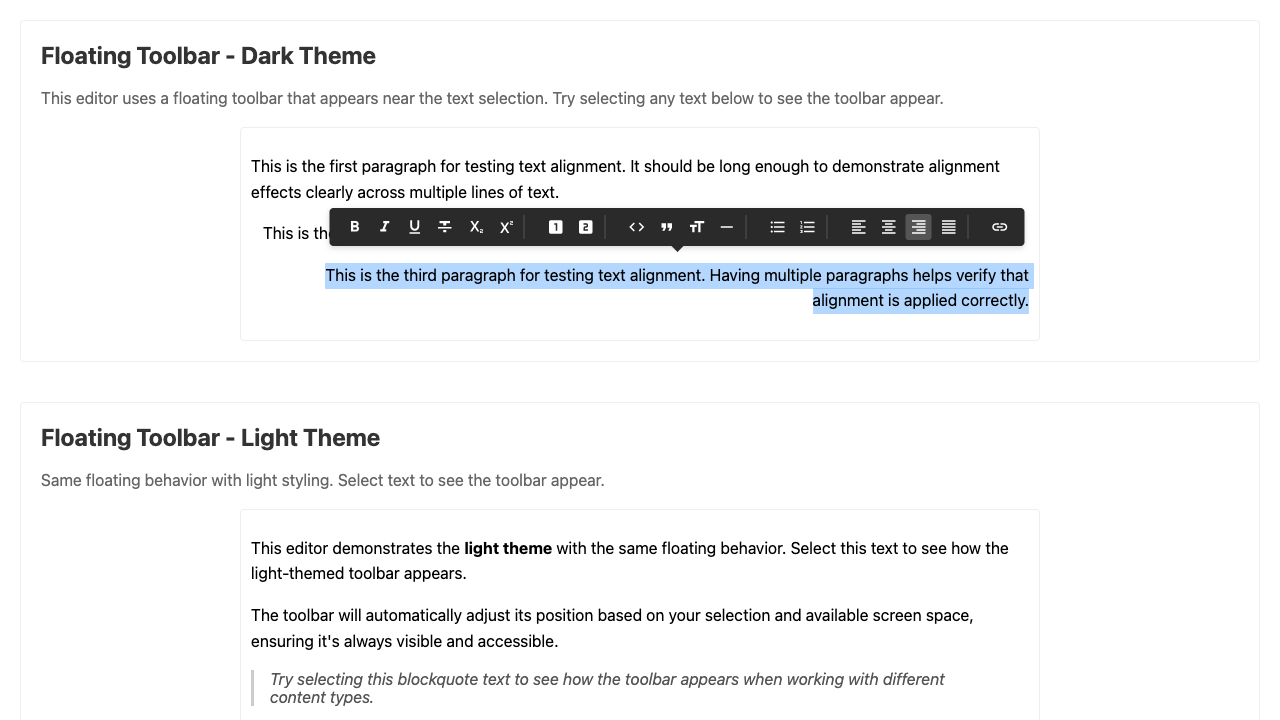 Floating Toolbar - Dark Theme
This editor uses a floating toolbar that appears near the text selection. Try selecting any text below to see the toolbar appear.
This is the first paragraph for testing text alignment. It should be long enough to demonstrate alignment
effects clearly across multiple lines of text.
This is the
This is the third paragraph for testing text alignment. Having multiple paragraphs helps verify that
alignment is applied correctly.
Floating Toolbar - Light Theme
Same floating behavior with light styling. Select text to see the toolbar appear.
This editor demonstrates the light theme with the same floating behavior. Select this text to see how the
light-themed toolbar appears.
The toolbar will automatically adjust its position based on your selection and available screen space,
ensuring it's always visible and accessible.
Try selecting this blockquote text to see how the toolbar appears when working with different
content types.